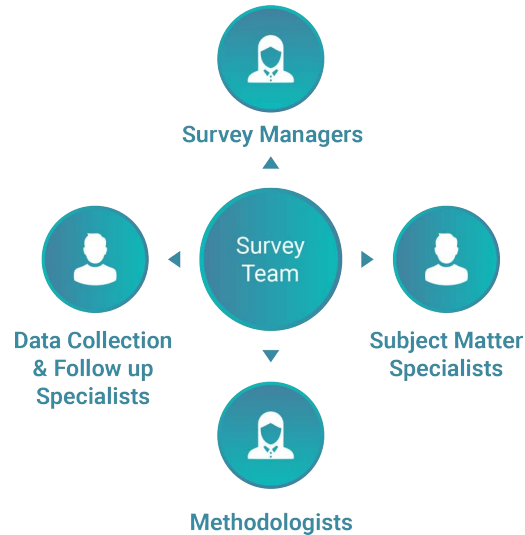 Survey Managers
Survey
Team
Data Collection
& Follow up
Specialists
Subject Matter
Specialists
Methodologists